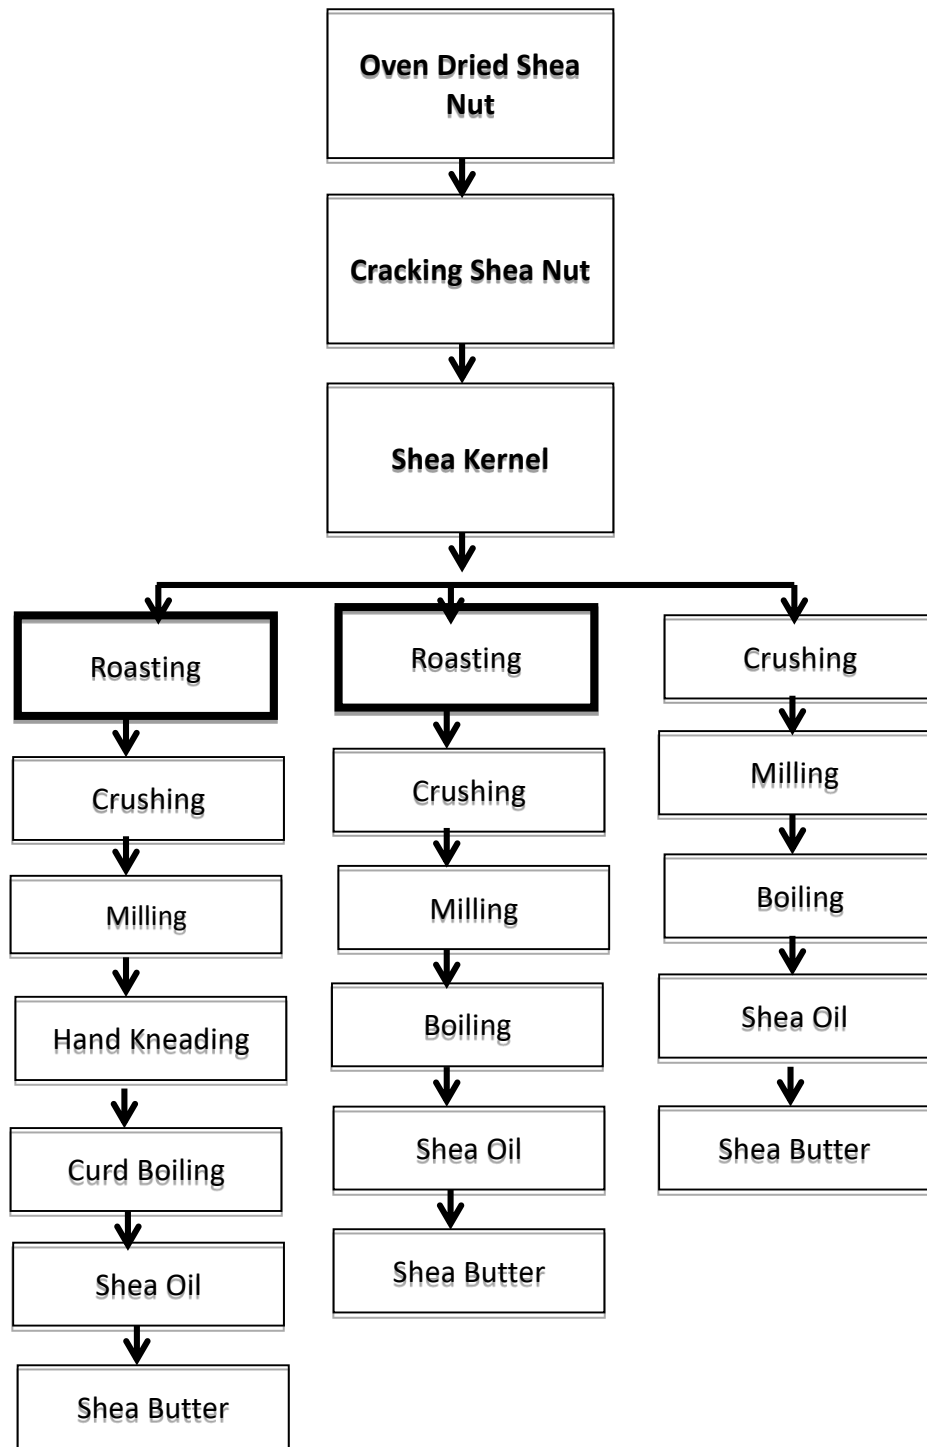 Oven Dried Shea
Nut
Cracking Shea Nut
Shea Kernel
Roasting
Crushing
Milling
Hand Kneading
Curd Boiling
Shea Oil
Shea Butter
Roasting
Crushing
Milling
Boiling
Shea Oil
Shea Butter
Crushing
Milling
Boiling
Shea Oil
Shea Butter